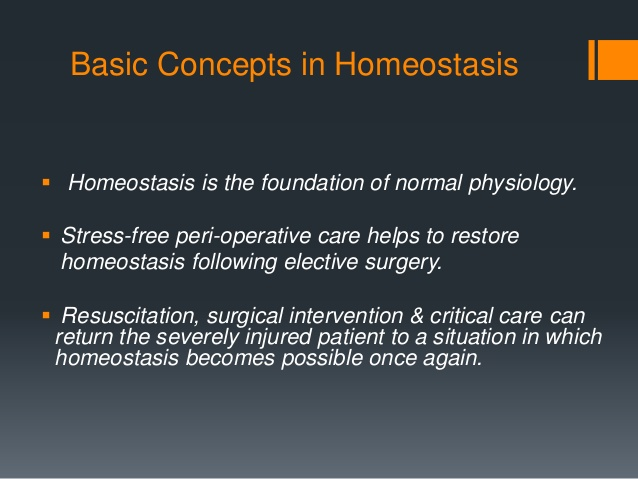 Basic Concepts in Homeostasis
▪ Homeostasis is the foundation of normal physiology.
▪ Stress-free peri-operative care helps to restore
homeostasis following elective surgery.
▪ Resuscitation, surgical intervention & critical care can
return the severely injured patient to a situation in which
homeostasis becomes possible once again.